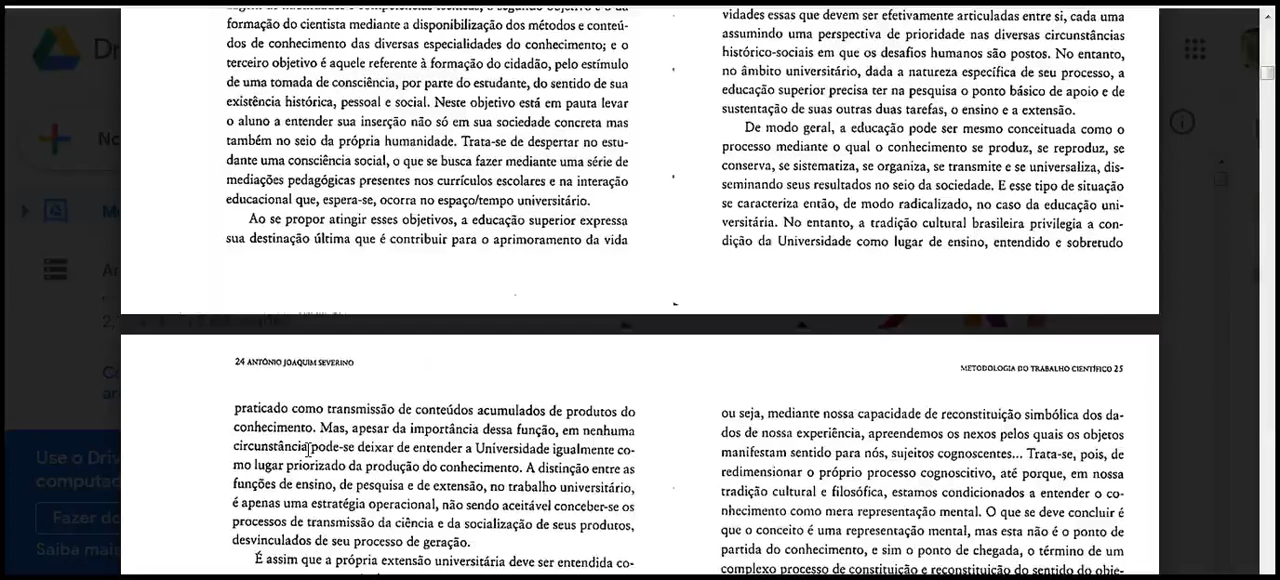 formação do cientista mediante a disponibilização dos métodos e conteú-
dos de conhecimento das diversas especialidades do conhecimento; e o
terceiro objetivo é aquele referente à formação do cidadão, pelo estímulo
de uma tomada de consciência, por parte do estudante, do sentido de sua
existência histórica, pessoal e social. Neste objetivo está em pauta levar
o aluno a entender sua inserção não só em sua sociedade concreta mas
também no seio da própria humanidade. Trata-se de despertar no estu-
dante uma consciência social, o que se busca fazer mediante uma série de
mediações pedagógicas presentes nos currículos escolares e na interação
educacional que, espera-se, ocorra no espaço/tempo universitário.
Ao se propor atingir esses objetivos, a educação superior expressa
sua destinação última que é contribuir para o aprimoramento da vida
vidades essas que devem ser efetivamente articuladas entre si, cada uma
assumindo uma perspectiva de prioridade nas diversas circunstâncias
histórico-sociais em que os desafios humanos são postos. No entanto,
no âmbito universitário, dada a natureza específica de seu processo, a
educação superior precisa ter na pesquisa o ponto básico de apoio e de
sustentação de suas outras duas tarefas, o ensino e a extensão.
De modo geral, a educação pode ser mesmo conceituada como o
processo mediante o qual o conhecimento se produz, se reproduz, se
conserva, se sistematiza, se organiza, se transmite e se universaliza, dis-
seminando seus resultados no seio da sociedade. E esse tipo de situação
se caracteriza então, de modo radicalizado, no caso da educação uni-
versitária. No entanto, a tradição cultural brasileira privilegia a con-
dição da Universidade como lugar de ensino, entendido e sobretudo
24 ANTÔNIO JOAQUIM SEVERINO
praticado como transmissão de conteúdos acumulados de produtos do
conhecimento. Mas, apesar da importância dessa função, em nenhuma
circunstância pode-se deixar de entender a Universidade igualmente co-
mo lugar priorizado da produção do conhecimento. A distinção entre as
funções de ensino, de pesquisa e de extensão, no trabalho universitário,
é apenas uma estratégia operacional, não sendo aceitável conceber-se os
processos de transmissão da ciência e da socialização de seus produtos,
desvinculados de seu processo de geração.
É assim que a própria extensão universitária deve ser entendida co-
METODOLOGIA DO TRABALHO CIENTÍFICO 25
ou seja, mediante nossa capacidade de reconstituição simbólica dos da-
dos de nossa experiência, apreendemos os nexos pelos quais os objetos
manifestam sentido para nós, sujeitos cognoscentes... Trata-se, pois, de
redimensionar o próprio processo cognoscitivo, até porque, em nossa
tradição cultural e filosófica, estamos condicionados a entender o co-
nhecimento como mera representação mental. O que se deve concluir é
que o conceito é uma representação mental, mas esta não é o ponto de
partida do conhecimento, e sim o ponto de chegada, o término de um
complexo processo de constituição e reconstituição do sentido do obje-
Use o Driv
computac
Fazer do
Saiba mai